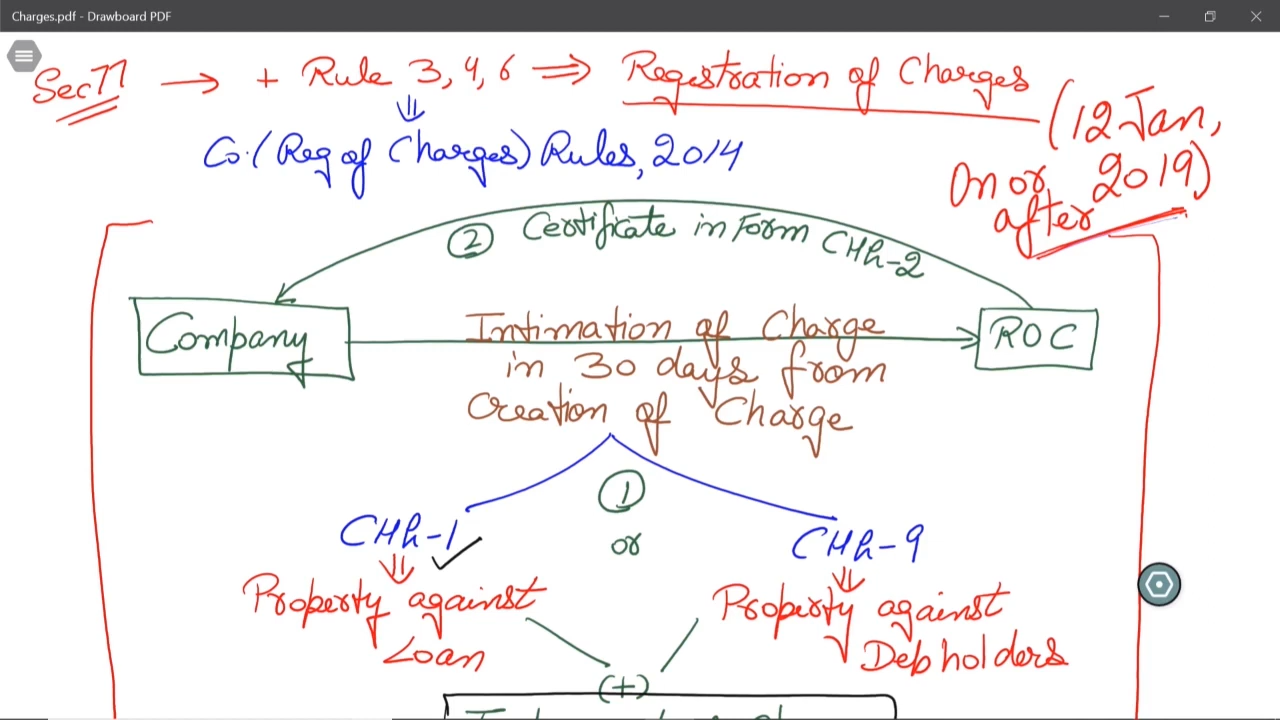 Charges.pdf - Drawboard PDF
Sec 77 → + Rule 3, 4, 6 ⇒ Registration of Charges
(12 Jan, 2019)
On or after
Co. (Reg of Charges) Rules, 2014
② Certificate in Form CHG-2
Company
Intimation of Charge
ROC
in 30 days from
Creation of Charge
①
CHG-1
or
CHG-9
Property against
Loan
Property against
Debholders
(+)